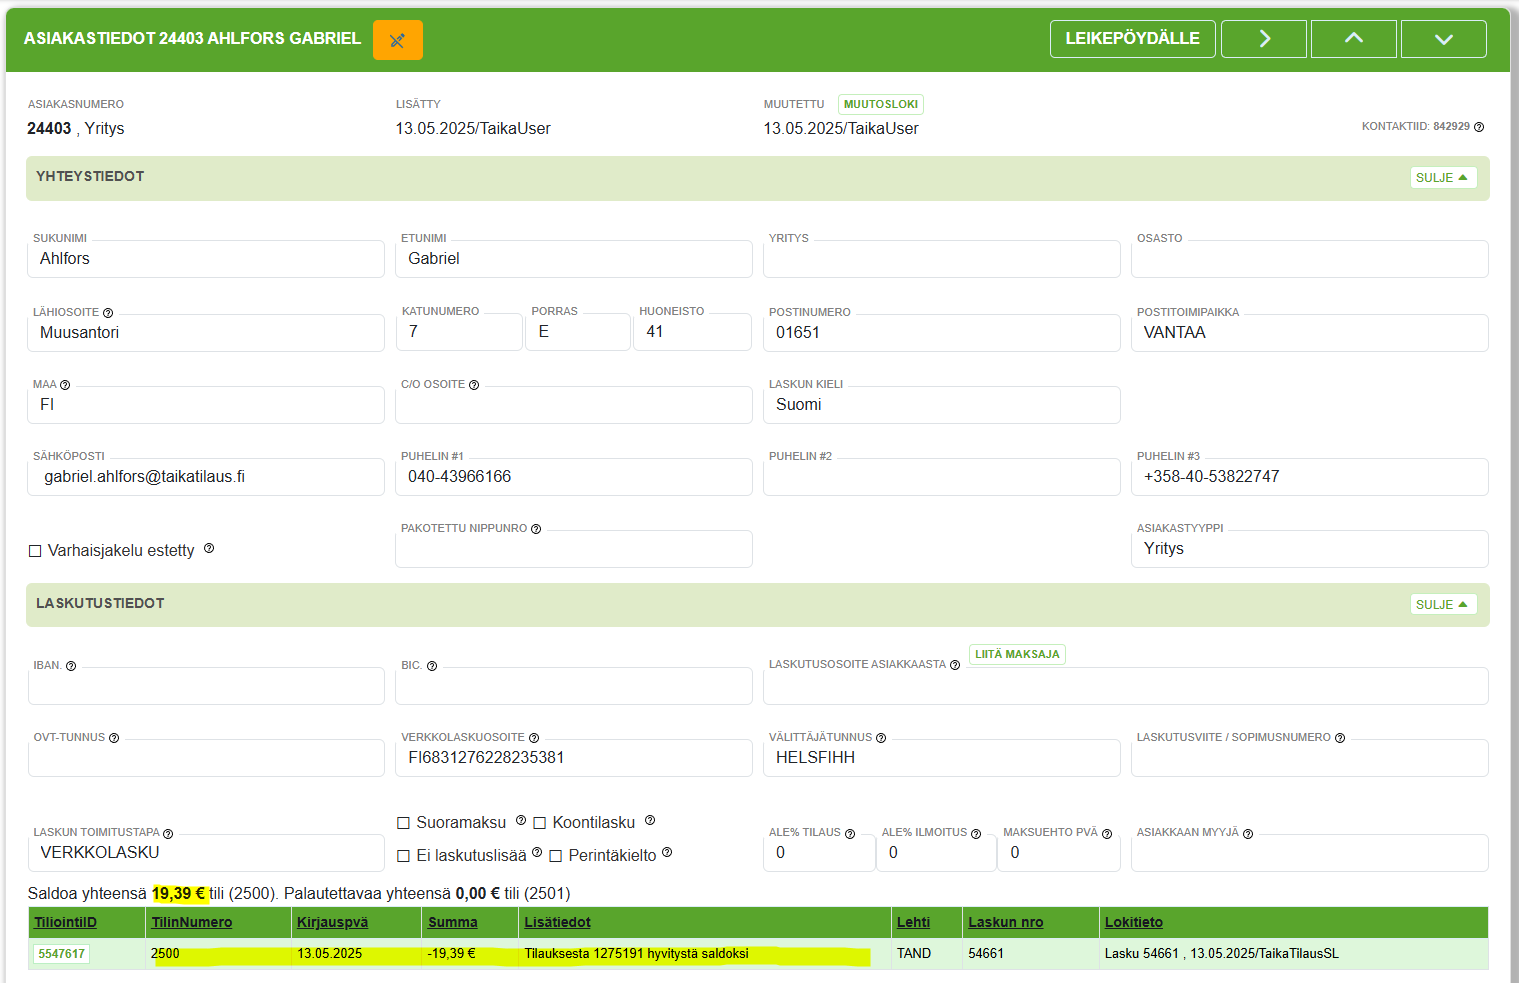 ASIAKASTIEDOT 24403 AHLFORS GABRIEL LEIKEPÖYDÄLLE
ASIAKASNUMERO LISÄTTY MUUTETTU MUUTOSLOKI
24403 , Yritys 13.05.2025/TaikaUser 13.05.2025/TaikaUser KONTAKTIID: 842929
YHTEYSTIEDOT SULJE
SUKUNIMI ETUNIMI YRITYS OSASTO
Ahlfors Gabriel
LÄHIOSOITE KATUNUMERO PORRAS HUONEISTO POSTINUMERO POSTITOIMIPAIKKA
Muusantori 7 E 41 01651 VANTAA
MAA C/O OSOITE LASKUN KIELI
FI Suomi
SÄHKÖPOSTI PUHELIN #1 PUHELIN #2 PUHELIN #3
gabriel.ahlfors@taikatilaus.fi 040-43966166 +358-40-53822747
PAKOTETTU NIPPUNRO ASIAKASTYYPPI
Varhaisjakelu estetty Yritys
LASKUTUSTIEDOT SULJE
IBAN. BIC. LASKUTUSOSOITE ASIAKKAASTA LIITÄ MAKSAJA
OVT-TUNNUS VERKKOLASKUOSOITE VÄLITTÄJÄTUNNUS LASKUTUSVIITE / SOPIMUSNUMERO
FI6831276228235381 HELSFIHH
Suoramaksu Koontilasku
LASKUN TOIMITUSTAPA ALE% TILAUS ALE% ILMOITUS MAKSUEHTO PVÄ ASIAKKAAN MYYJÄ
VERKKOLASKU Ei laskutuslisää Perintäkielto 0 0 0
Saldoa yhteensä 19,39 € tili (2500). Palautettavaa yhteensä 0,00 € tili (2501)
TiliointiID TilinNumero Kirjauspvä Summa Lisätiedot Lehti Laskun nro Lokitieto
5547617 2500 13.05.2025 -19,39 € Tilauksesta 1275191 hyvitystä saldoksi TAND 54661 Lasku 54661 , 13.05.2025/TaikaTilausSL